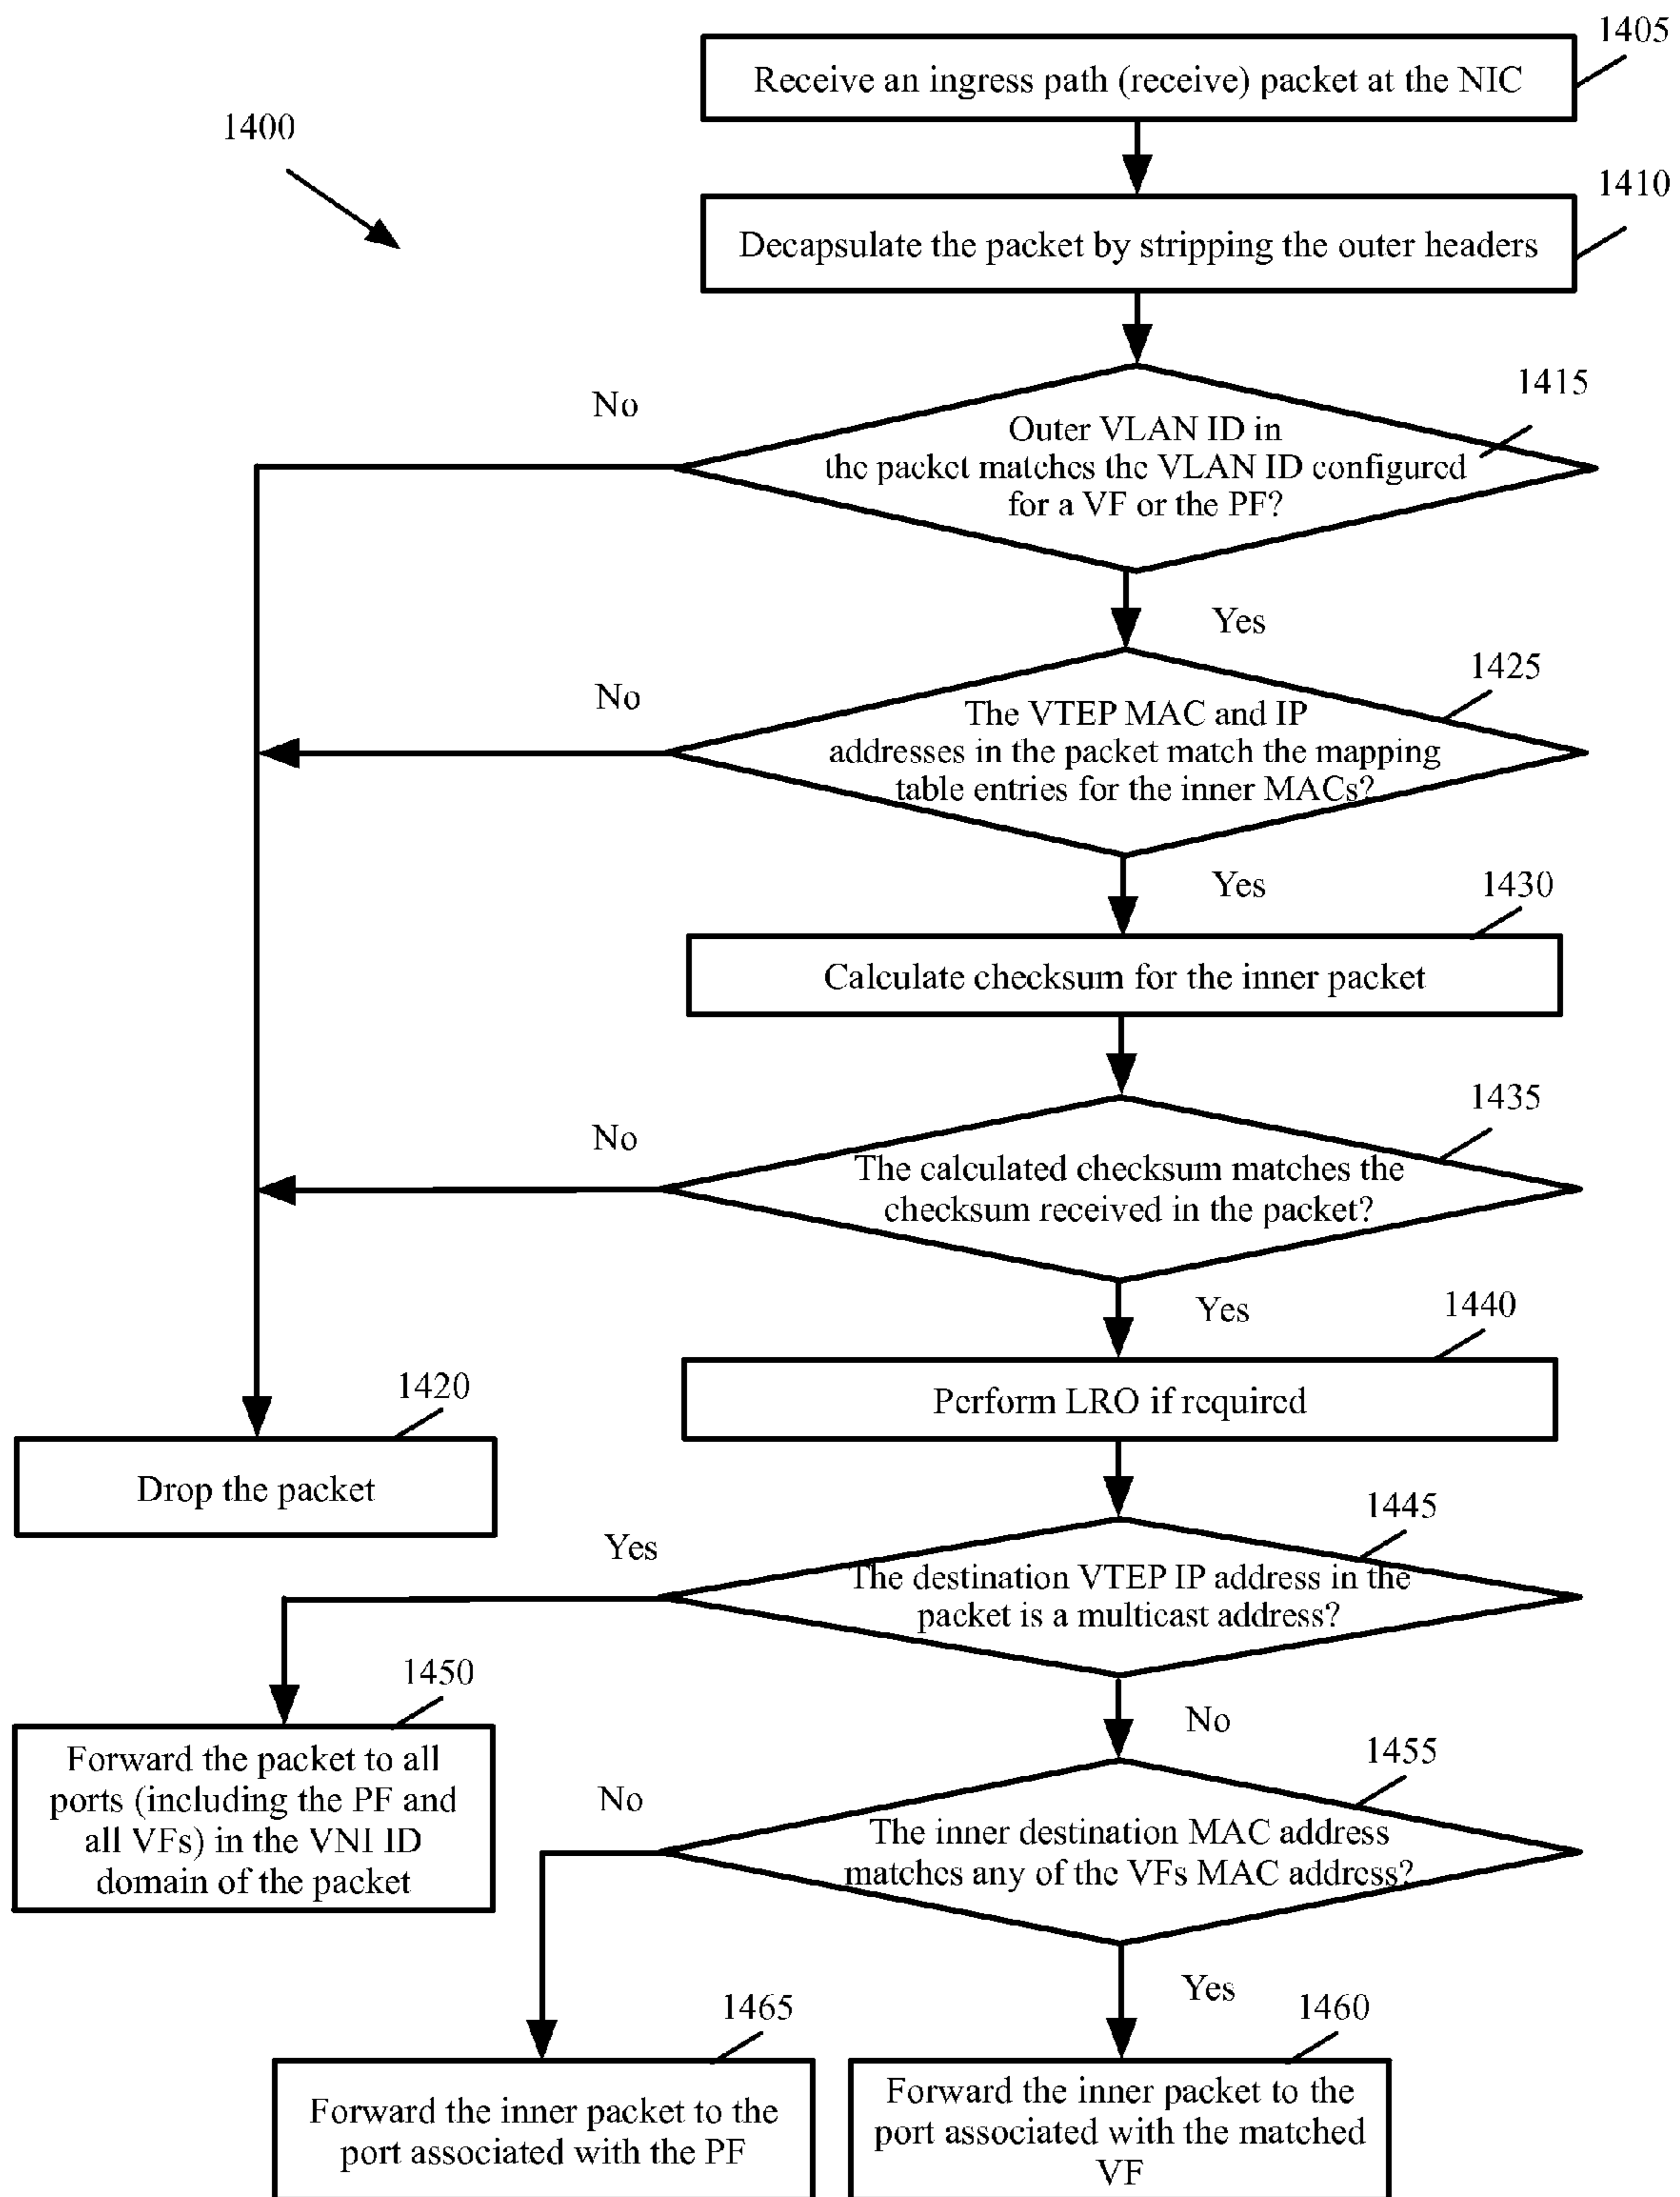 1405
Receive an ingress path (receive) packet at the NIC
1400
1410
Decapsulate the packet by stripping the outer headers
1415
No
Outer VLAN ID in
the packet matches the VLAN ID configured
for a VF or the PF?
Yes
1425
No
The VTEP MAC and IP
addresses in the packet match the mapping
table entries for the inner MACs?
Yes
1430
Calculate checksum for the inner packet
1435
No
The calculated checksum matches the
checksum received in the packet?
Yes
1440
Perform LRO if required
1420
Drop the packet
1445
Yes
The destination VTEP IP address in the
packet is a multicast address?
1450
Forward the packet to all
ports (including the PF and
all VFs) in the VNI ID
domain of the packet
No
1455
No
The inner destination MAC address
matches any of the VFs MAC address?
Yes
1465
Forward the inner packet to the
port associated with the PF
1460
Forward the inner packet to the
port associated with the matched
VF